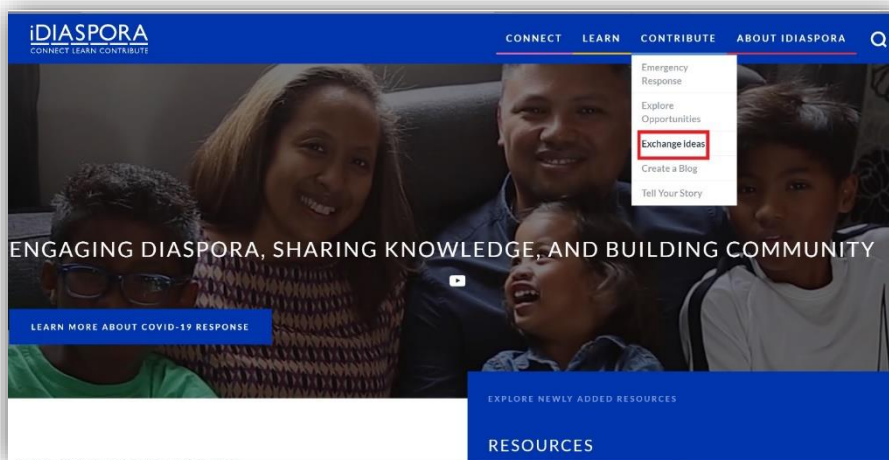 iDIASPORA
CONNECT LEARN CONTRIBUTE
CONNECT LEARN CONTRIBUTE ABOUT IDIASPORA
Emergency
Response
Explore
Opportunities
Exchange ideas
Create a Blog
Tell Your Story
ENGAGING DIASPORA, SHARING KNOWLEDGE, AND BUILDING COMMUNITY
LEARN MORE ABOUT COVID-19 RESPONSE
EXPLORE NEWLY ADDED RESOURCES
RESOURCES